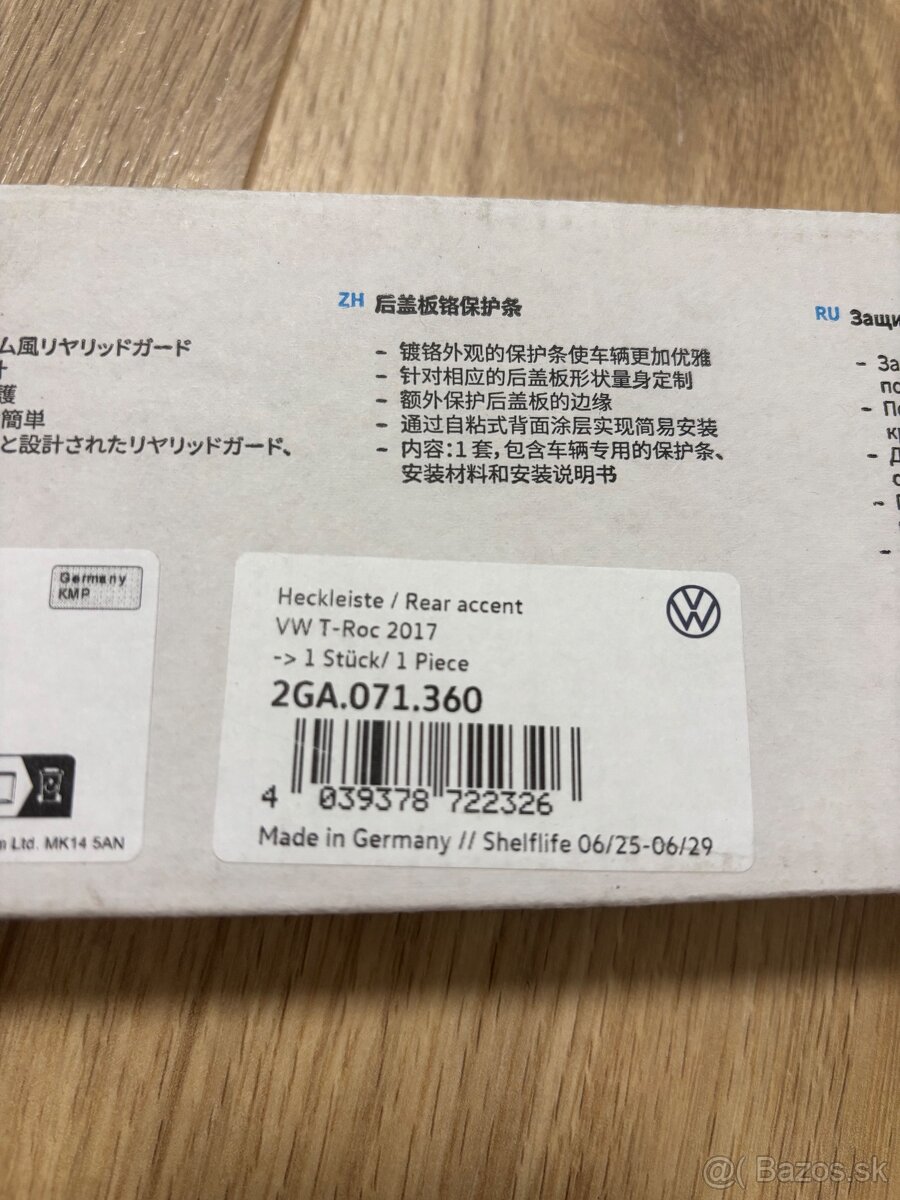 ム風リヤリッドガード
護
簡単
と設計されたリヤリッドガード、
ZH 后盖板铬保护条
- 镀铬外观的保护条使车辆更加优雅
- 针对相应的后盖板形状量身定制
- 额外保护后盖板的边缘
- 通过自粘式背面涂层实现简易安装
- 内容：1 套，包含车辆专用的保护条、
安装材料和安装说明书
RU Защи
- За
по
- По
- Д
Germany
KMP
Ltd. MK14 5AN
Heckleiste / Rear accent
VW T-Roc 2017
-> 1 Stück/ 1 Piece
2GA.071.360
4 039378 722326
Made in Germany // Shelflife 06/25-06/29
@( Bazos.sk